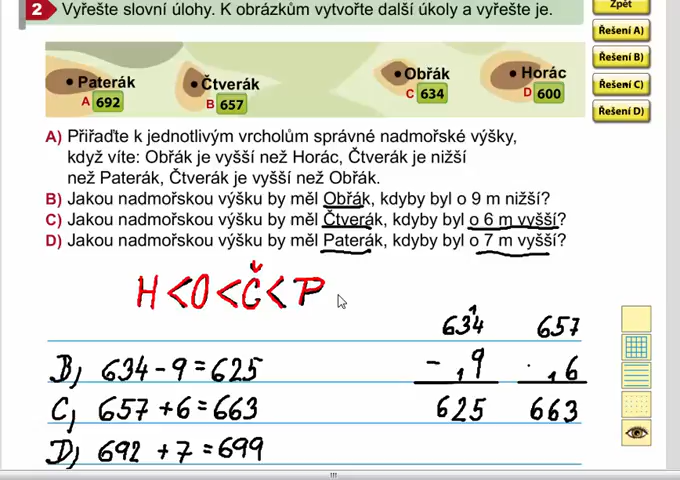 2 Vyřešte slovní úlohy. K obrázkům vytvořte další úkoly a vyřešte je.
Zpět
Řešení A)
Řešení B)
Řešení C)
Řešení D)
Paterák
A 692
Čtverák
B 657
Obřák
C 634
Horác
D 600
A) Přiřaďte k jednotlivým vrcholům správné nadmořské výšky,
když víte: Obřák je vyšší než Horác, Čtverák je nižší
než Paterák, Čtverák je vyšší než Obřák.
B) Jakou nadmořskou výšku by měl Obřák, kdyby byl o 9 m nižší?
C) Jakou nadmořskou výšku by měl Čtverák, kdyby byl o 6 m vyšší?
D) Jakou nadmořskou výšku by měl Paterák, kdyby byl o 7 m vyšší?
H < O < Č < P
B) 634 - 9 = 625
C) 657 + 6 = 663
D) 692 + 7 = 699
634
- 9
625
657
6
663